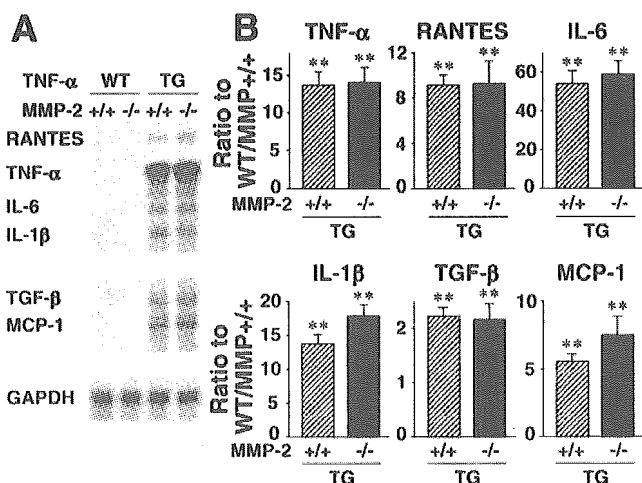 A
TNF-α WT TG
MMP-2 +/+ -/- +/+ -/-
RANTES
TNF-α
IL-6
IL-1β
TGF-β
MCP-1
GAPDH
B
TNF-α RANTES IL-6
Ratio to
WT/MMP+/+
15
10
5
0
** **
12
8
4
0
** **
60
40
20
0
** **
MMP-2 +/+ -/- +/+ -/- +/+ -/-
TG TG TG
IL-1β TGF-β MCP-1
Ratio to
WT/MMP+/+
20
15
10
5
0
** **
2
1
0
** **
10
5
0
** **
MMP-2 +/+ -/- +/+ -/- +/+ -/-
TG TG TG